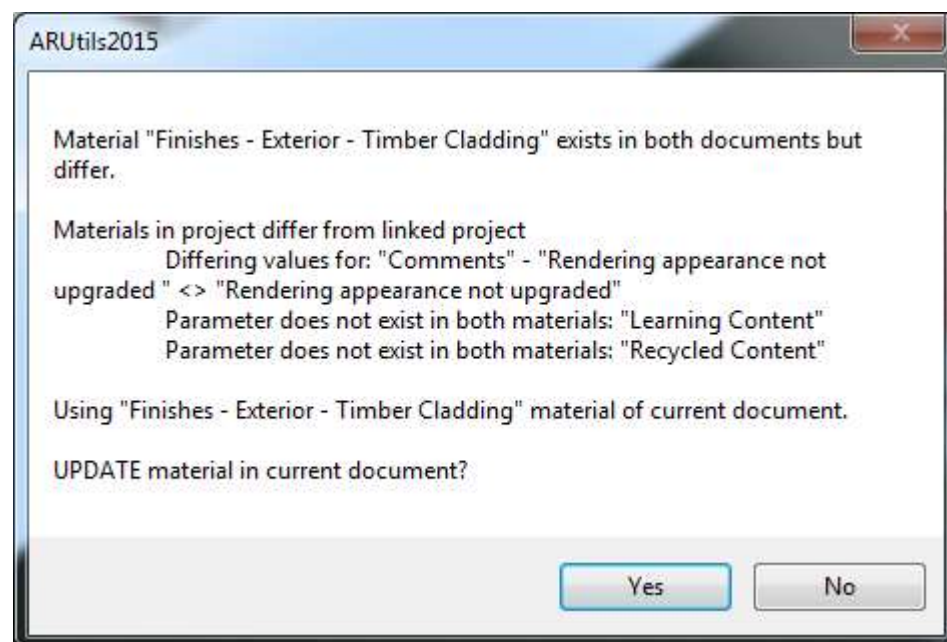 ARUtils2015
Material "Finishes - Exterior - Timber Cladding" exists in both documents but
differ.
Materials in project differ from linked project
Differing values for: "Comments" - "Rendering appearance not
upgraded " <> "Rendering appearance not upgraded"
Parameter does not exist in both materials: "Learning Content"
Parameter does not exist in both materials: "Recycled Content"
Using "Finishes - Exterior - Timber Cladding" material of current document.
UPDATE material in current document?
Yes
No